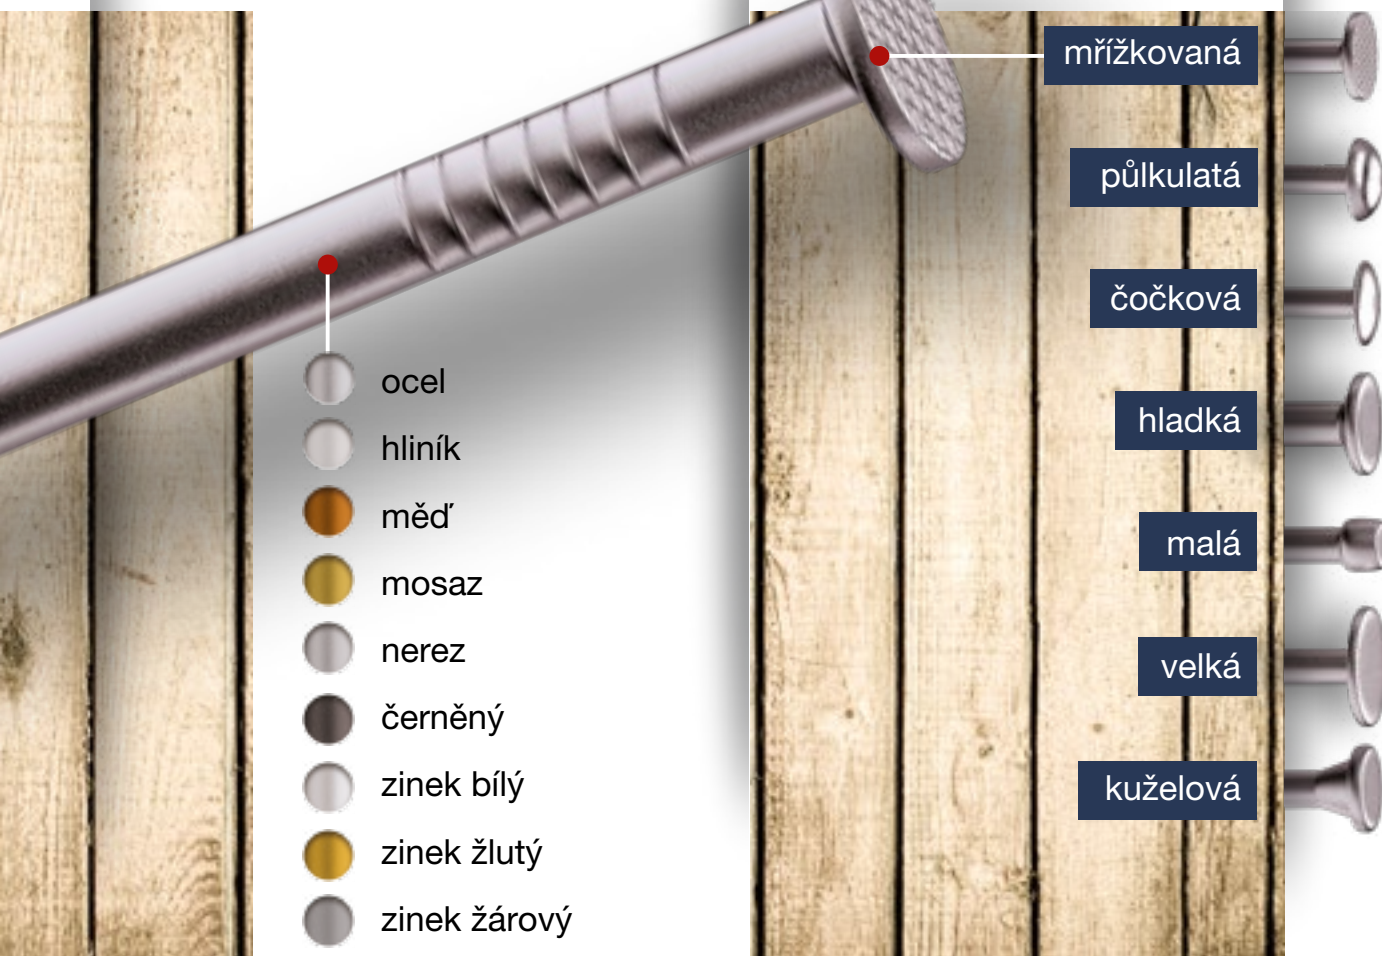 mřížkovaná
půlkulatá
čočková
hladká
malá
velká
kuželová
ocel
hliník
měď
mosaz
nerez
černěný
zinek bílý
zinek žlutý
zinek žárový